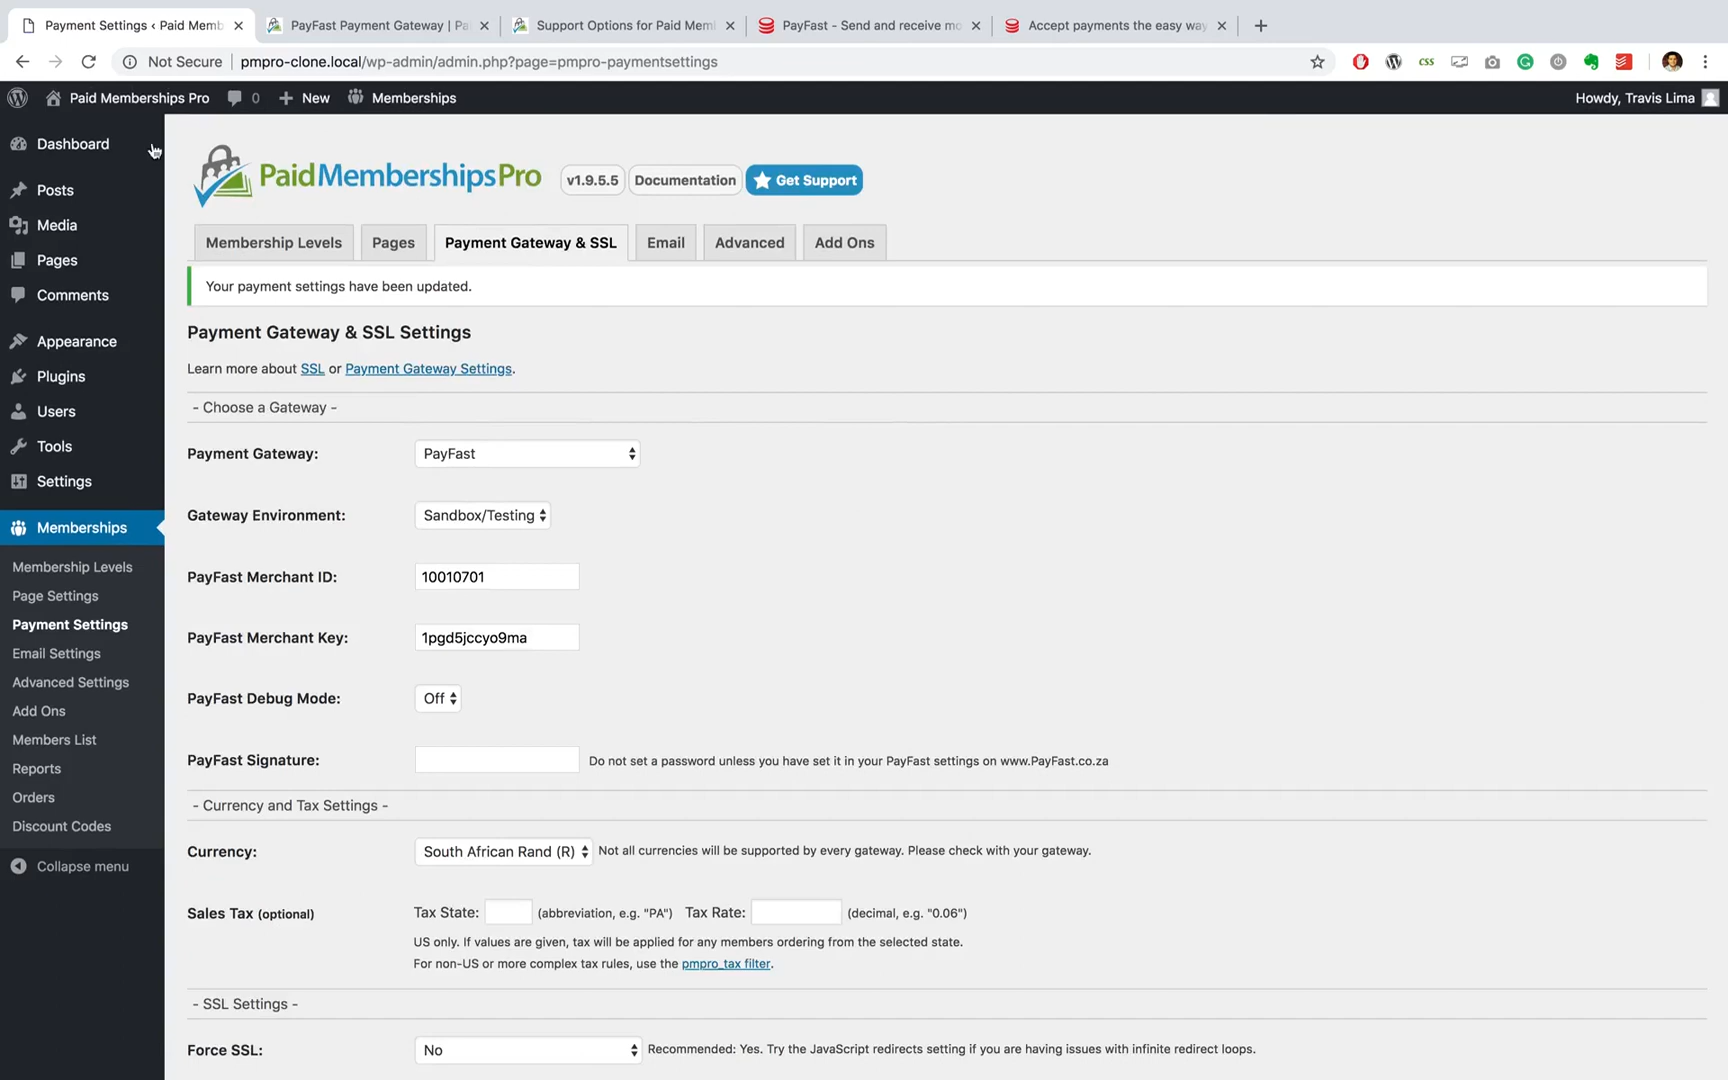 Payment Settings ‹ Paid Memb
PayFast Payment Gateway | Pa
Support Options for Paid Mem
PayFast - Send and receive mo
Accept payments the easy way
Not Secure
pmpro-clone.local/wp-admin/admin.php?page=pmpro-paymentsettings
css
Paid Memberships Pro
0
New
Memberships
Howdy, Travis Lima
Dashboard
Posts
Media
Pages
Comments
Appearance
Plugins
Users
Tools
Settings
Memberships
Membership Levels
Page Settings
Payment Settings
Email Settings
Advanced Settings
Add Ons
Members List
Reports
Orders
Discount Codes
Collapse menu
PaidMembershipsPro
v1.9.5.5
Documentation
Get Support
Membership Levels
Pages
Payment Gateway & SSL
Email
Advanced
Add Ons
Your payment settings have been updated.
Payment Gateway & SSL Settings
Learn more about SSL or Payment Gateway Settings.
- Choose a Gateway -
Payment Gateway: PayFast
Gateway Environment: Sandbox/Testing
PayFast Merchant ID: 10010701
PayFast Merchant Key: 1pgd5jccyo9ma
PayFast Debug Mode: Off
PayFast Signature: Do not set a password unless you have set it in your PayFast settings on www.PayFast.co.za
- Currency and Tax Settings -
Currency: South African Rand (R) Not all currencies will be supported by every gateway. Please check with your gateway.
Sales Tax (optional) Tax State: (abbreviation, e.g. "PA") Tax Rate: (decimal, e.g. "0.06")
US only. If values are given, tax will be applied for any members ordering from the selected state.
For non-US or more complex tax rules, use the pmpro_tax filter.
- SSL Settings -
Force SSL: No Recommended: Yes. Try the JavaScript redirects setting if you are having issues with infinite redirect loops.